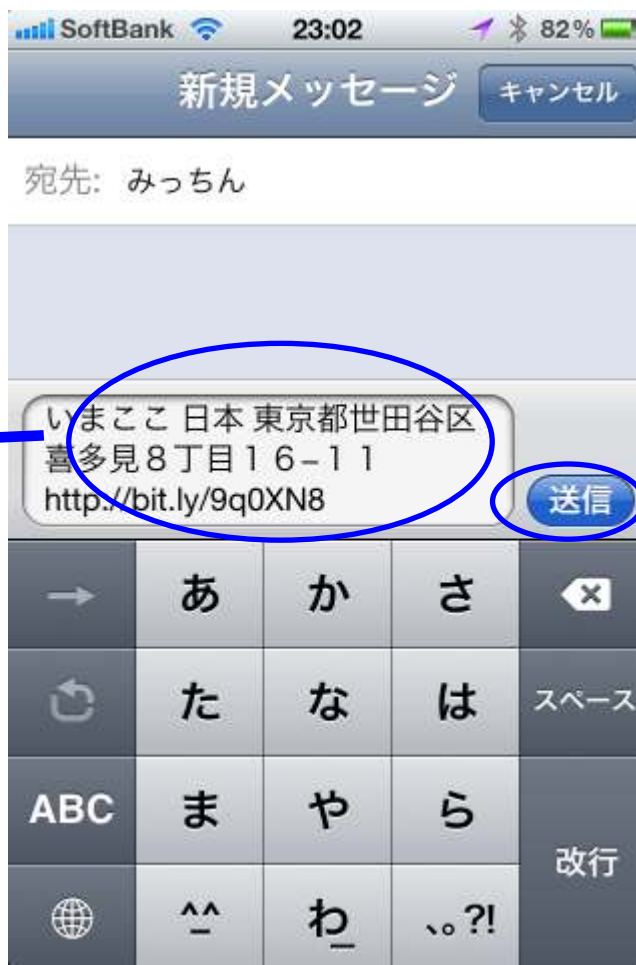 SoftBank 23:02 82%
新規メッセージ キャンセル
宛先: みっちん
いまここ 日本 東京都世田谷区
喜多見８丁目１６−１１
http://bit.ly/9q0XN8
送信
→ あ か さ
た な は スペース
ABC ま や ら
改行
^_^ わ_ 、。?!